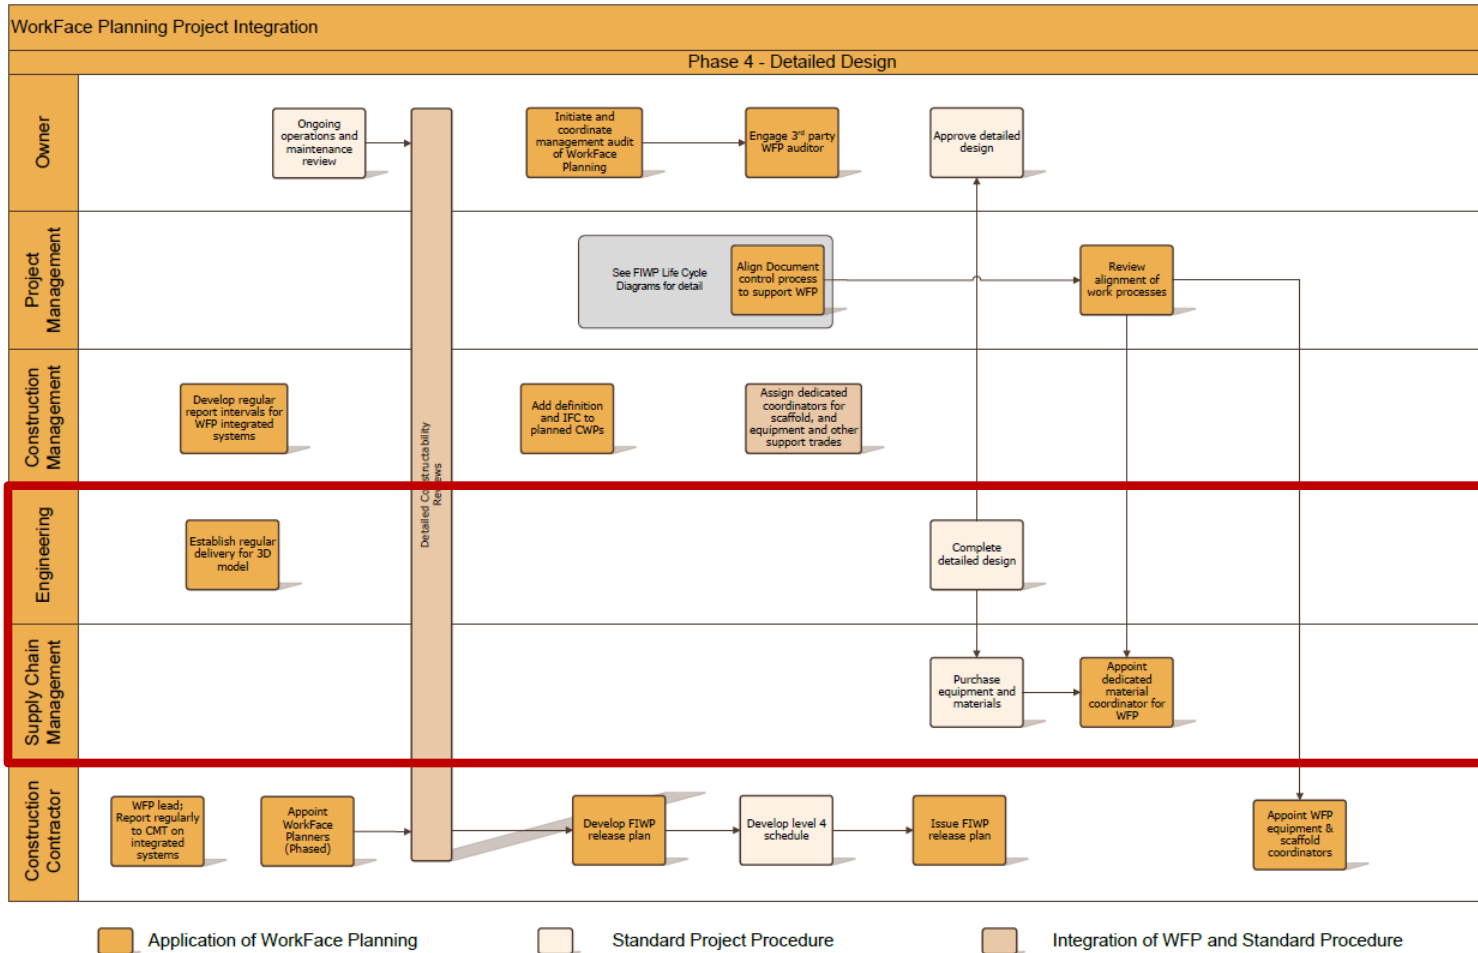 WorkFace Planning Project Integration
Phase 4 - Detailed Design
Owner
Ongoing
operations and
maintenance
review
Initiate and
coordinate
management audit
of WorkFace
Planning
Engage 3rd party
WFP auditor
Approve detailed
design
Project
Management
See FIWP Life Cycle
Diagrams for detail
Align Document
control process
to support WFP
Review
alignment of
work processes
Construction
Management
Develop regular
report intervals for
WFP integrated
systems
Detailed Constructability
Reviews
Add definition
and IFC to
planned CWPs
Assign dedicated
coordinators for
scaffold, and
equipment and other
support trades
Engineering
Establish regular
delivery for 3D
model
Complete
detailed design
Supply Chain
Management
Purchase
equipment and
materials
Appoint
dedicated
material
coordinator for
WFP
Construction
Contractor
WFP lead;
Report regularly
to CMT on
integrated
systems
Appoint
WorkFace
Planners
(Phased)
Develop FIWP
release plan
Develop level 4
schedule
Issue FIWP
release plan
Appoint WFP
equipment &
scaffold
coordinators
Application of WorkFace Planning
Standard Project Procedure
Integration of WFP and Standard Procedure